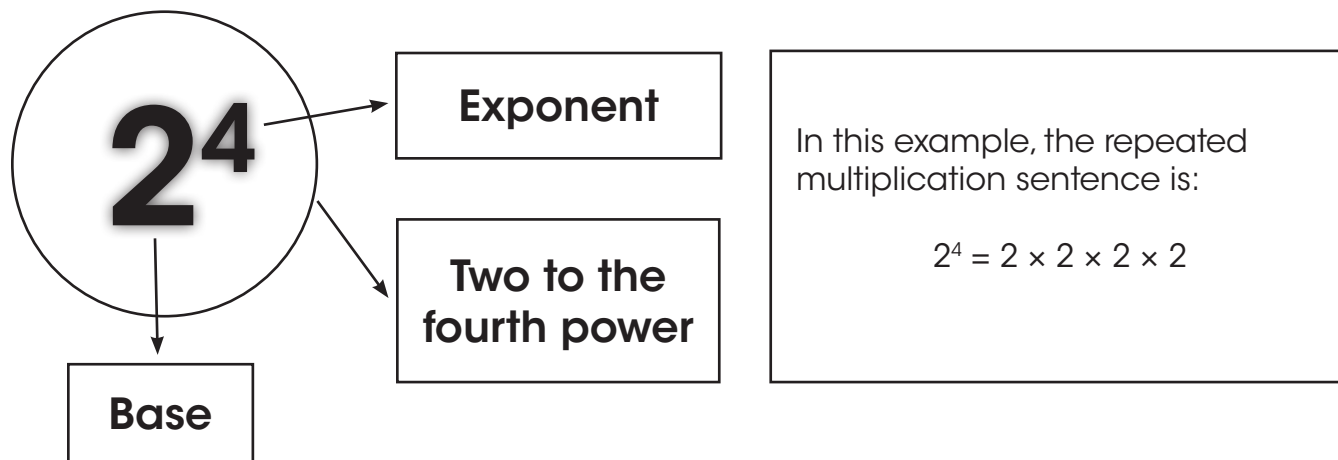 2⁴
Exponent
Two to the
fourth power
Base
In this example, the repeated
multiplication sentence is:
2⁴ = 2 × 2 × 2 × 2